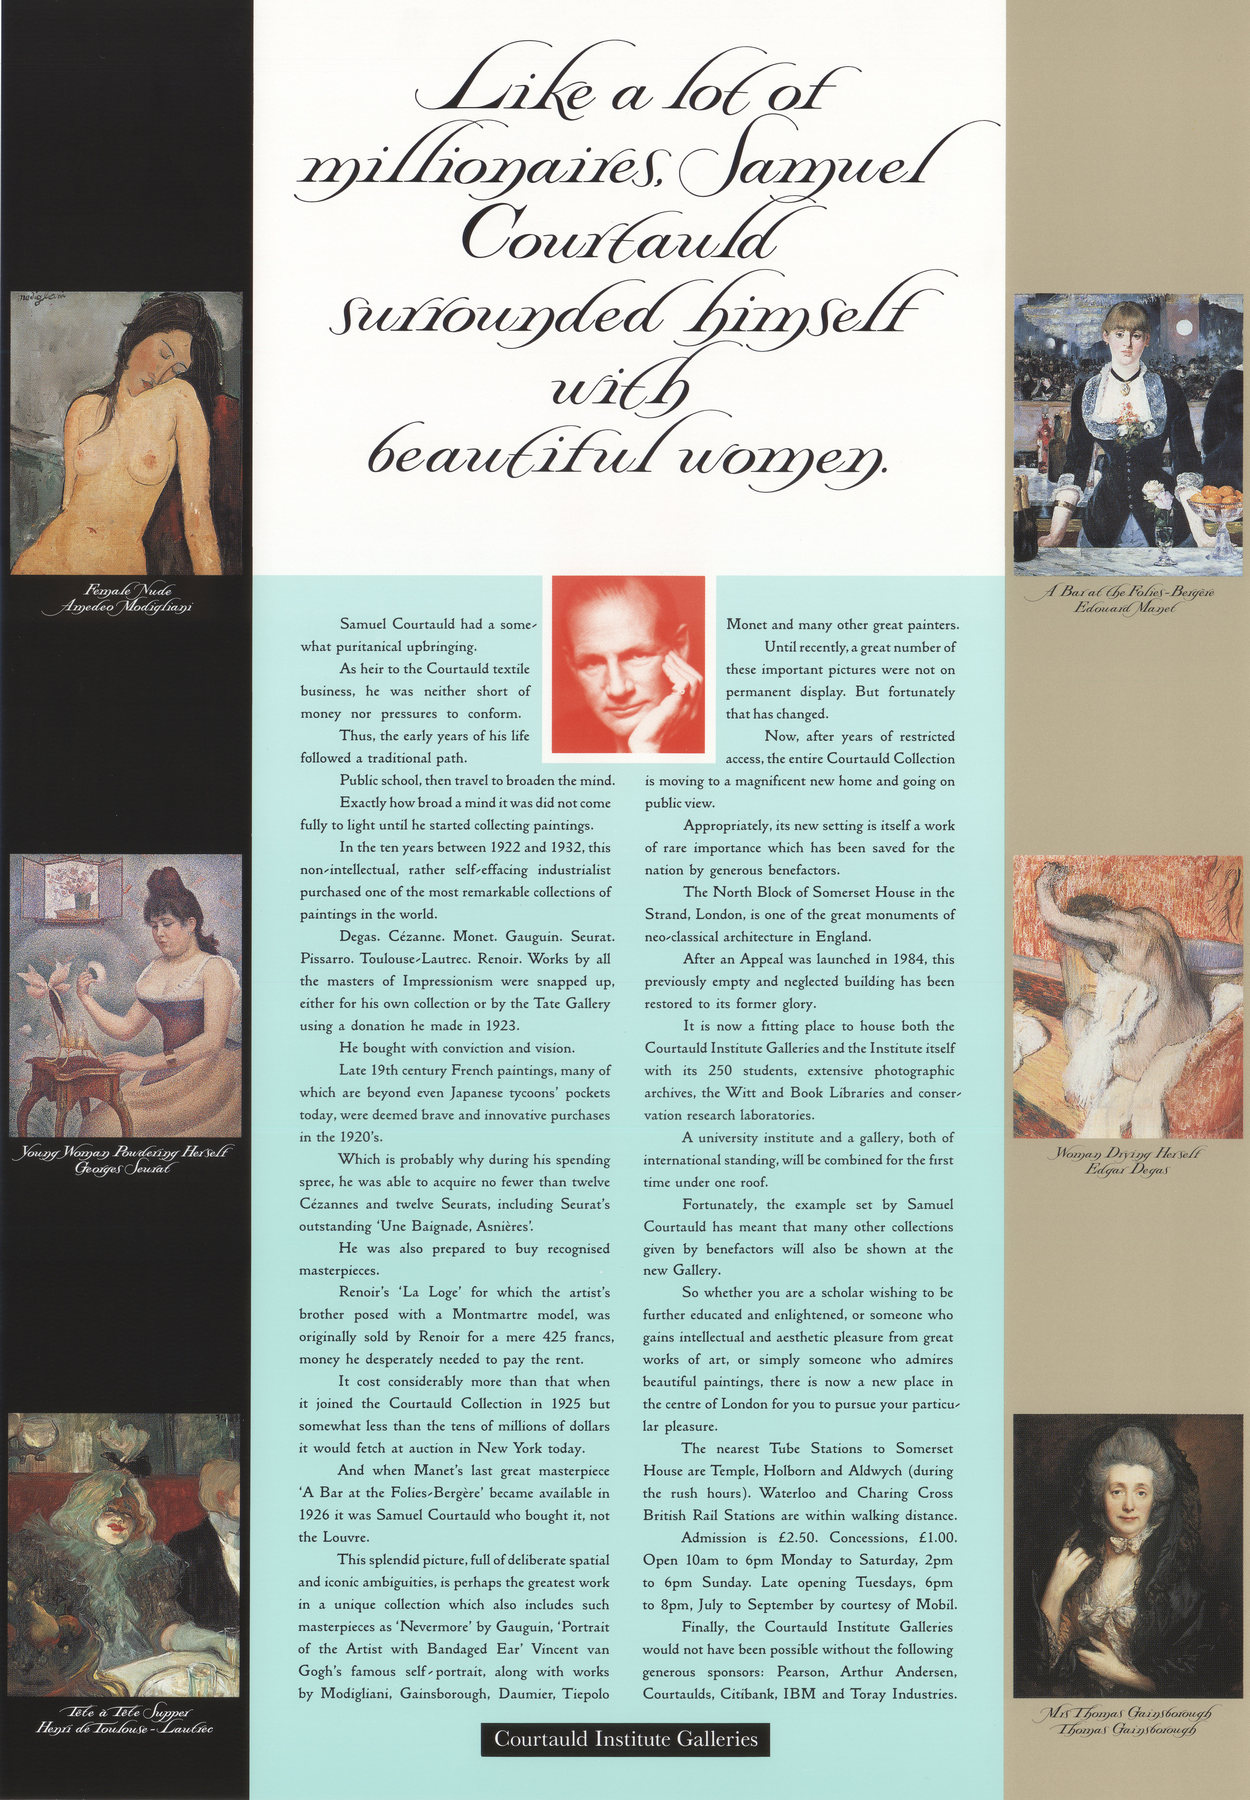 Like a lot of
millionaires, Samuel
Courtauld
surrounded himself
with
beautiful women.
modigliani
Female Nude
Amedeo Modigliani
Young Woman Powdering Herself
Georges Seurat
Tête à Tête Supper
Henri de Toulouse-Lautrec
Samuel Courtauld had a some-
what puritanical upbringing.
As heir to the Courtauld textile
business, he was neither short of
money nor pressures to conform.
Thus, the early years of his life
followed a traditional path.
Public school, then travel to broaden the mind.
Exactly how broad a mind it was did not come
fully to light until he started collecting paintings.
In the ten years between 1922 and 1932, this
non-intellectual, rather self-effacing industrialist
purchased one of the most remarkable collections of
paintings in the world.
Degas. Cézanne. Monet. Gauguin. Seurat.
Pissarro. Toulouse-Lautrec. Renoir. Works by all
the masters of Impressionism were snapped up,
either for his own collection or by the Tate Gallery
using a donation he made in 1923.
He bought with conviction and vision.
Late 19th century French paintings, many of
which are beyond even Japanese tycoons' pockets
today, were deemed brave and innovative purchases
in the 1920's.
Which is probably why during his spending
spree, he was able to acquire no fewer than twelve
Cézannes and twelve Seurats, including Seurat's
outstanding 'Une Baignade, Asnières'.
He was also prepared to buy recognised
masterpieces.
Renoir's 'La Loge' for which the artist's
brother posed with a Montmartre model, was
originally sold by Renoir for a mere 425 francs,
money he desperately needed to pay the rent.
It cost considerably more than that when
it joined the Courtauld Collection in 1925 but
somewhat less than the tens of millions of dollars
it would fetch at auction in New York today.
And when Manet's last great masterpiece
'A Bar at the Folies-Bergère' became available in
1926 it was Samuel Courtauld who bought it, not
the Louvre.
This splendid picture, full of deliberate spatial
and iconic ambiguities, is perhaps the greatest work
in a unique collection which also includes such
masterpieces as 'Nevermore' by Gauguin, 'Portrait
of the Artist with Bandaged Ear' Vincent van
Gogh's famous self-portrait, along with works
by Modigliani, Gainsborough, Daumier, Tiepolo
Monet and many other great painters.
Until recently, a great number of
these important pictures were not on
permanent display. But fortunately
that has changed.
Now, after years of restricted
access, the entire Courtauld Collection
is moving to a magnificent new home and going on
public view.
Appropriately, its new setting is itself a work
of rare importance which has been saved for the
nation by generous benefactors.
The North Block of Somerset House in the
Strand, London, is one of the great monuments of
neo-classical architecture in England.
After an Appeal was launched in 1984, this
previously empty and neglected building has been
restored to its former glory.
It is now a fitting place to house both the
Courtauld Institute Galleries and the Institute itself
with its 250 students, extensive photographic
archives, the Witt and Book Libraries and conser-
vation research laboratories.
A university institute and a gallery, both of
international standing, will be combined for the first
time under one roof.
Fortunately, the example set by Samuel
Courtauld has meant that many other collections
given by benefactors will also be shown at the
new Gallery.
So whether you are a scholar wishing to be
further educated and enlightened, or someone who
gains intellectual and aesthetic pleasure from great
works of art, or simply someone who admires
beautiful paintings, there is now a new place in
the centre of London for you to pursue your particu-
lar pleasure.
The nearest Tube Stations to Somerset
House are Temple, Holborn and Aldwych (during
the rush hours). Waterloo and Charing Cross
British Rail Stations are within walking distance.
Admission is £2.50. Concessions, £1.00.
Open 10am to 6pm Monday to Saturday, 2pm
to 6pm Sunday. Late opening Tuesdays, 6pm
to 8pm, July to September by courtesy of Mobil.
Finally, the Courtauld Institute Galleries
would not have been possible without the following
generous sponsors: Pearson, Arthur Andersen,
Courtaulds, Citibank, IBM and Toray Industries.
A Bar at the Folies-Bergère
Edouard Manet
Woman Drying Herself
Edgar Degas
Mrs Thomas Gainsborough
Thomas Gainsborough
Courtauld Institute Galleries